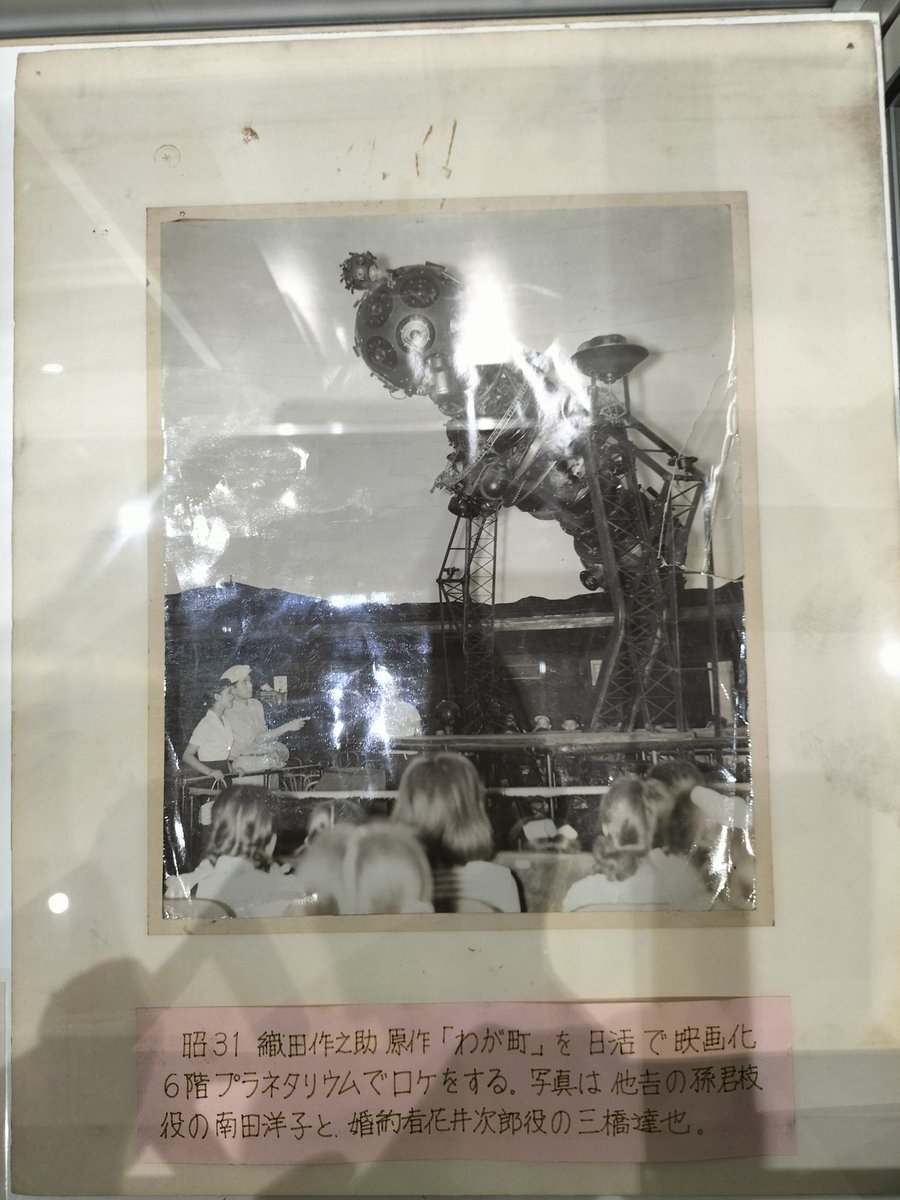 昭31 織田作之助 原作「わが町」を 日活で映画化
6階プラネタリウムでロケをする。写真は他吉の孫君枝
役の南田洋子と、婚約者花井次郎役の三橋達也。